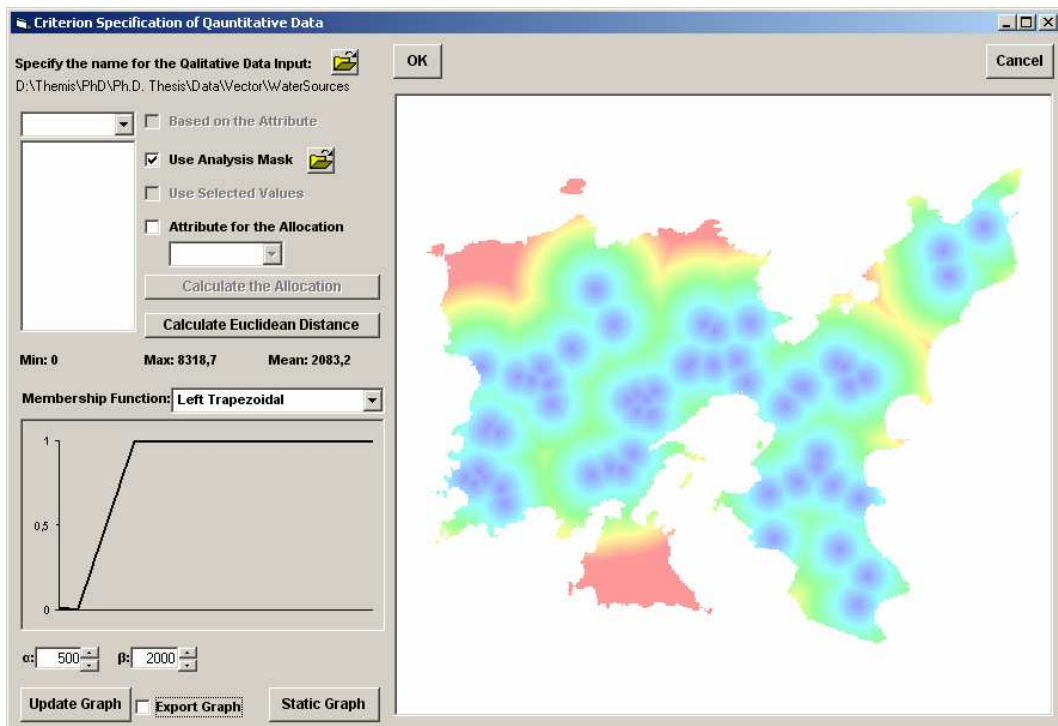 Criterion Specification of Qauntitative Data
Specify the name for the Qalitative Data Input:
D:\Themis\PhD\Ph.D. Thesis\Data\Vector\WaterSources
OK
Cancel
Based on the Attribute
Use Analysis Mask
Use Selected Values
Attribute for the Allocation
Calculate the Allocation
Calculate Euclidean Distance
Min: 0 Max: 8318,7 Mean: 2083,2
Membership Function: Left Trapezoidal
1
0,5
0
α: 500 β: 2000
Update Graph Export Graph Static Graph